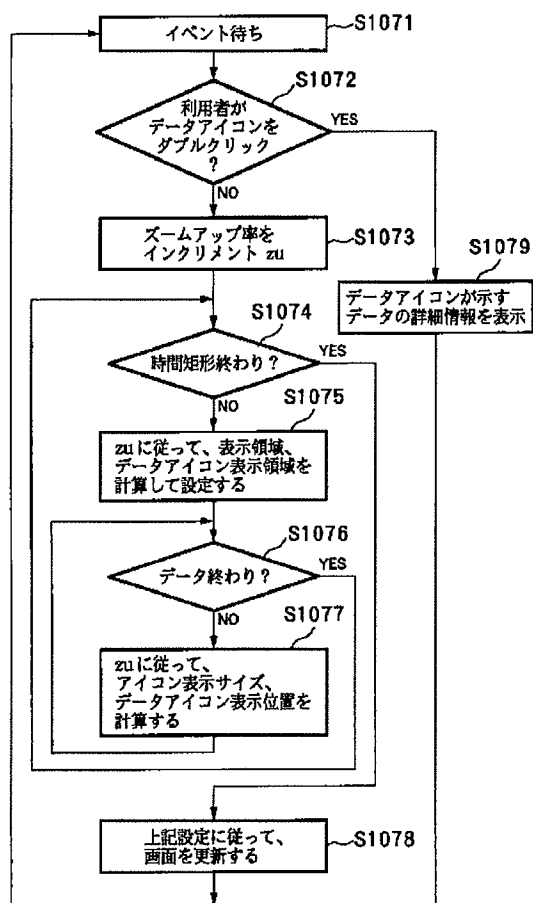 イベント待ち
S1071
S1072
利用者が
データアイコンを
ダブルクリック
?
YES
NO
ズームアップ率を
インクリメント zu
S1073
S1079
データアイコンが示す
データの詳細情報を表示
S1074
時間矩形終わり?
YES
NO
S1075
zuに従って、表示領域、
データアイコン表示領域を
計算して設定する
S1076
データ終わり?
YES
NO
S1077
zuに従って、
アイコン表示サイズ、
データアイコン表示位置を
計算する
上記設定に従って、
画面を更新する
S1078